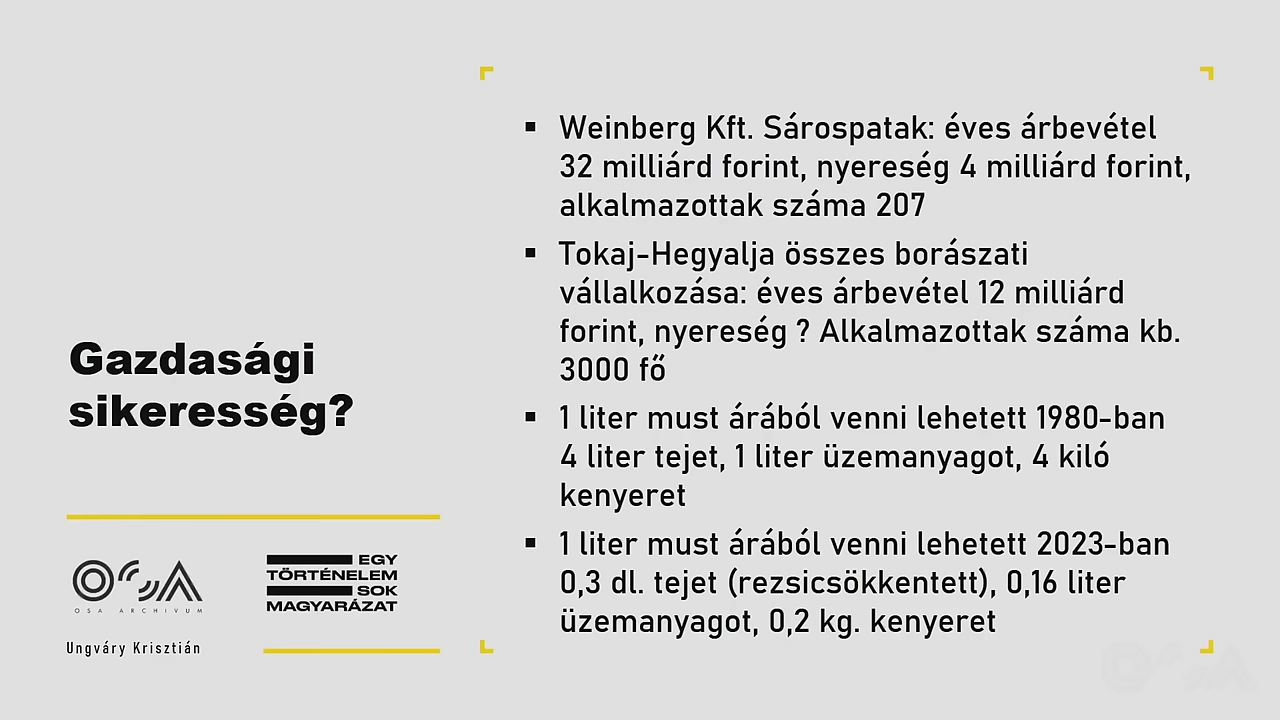 Gazdasági
sikeresség?
OSA ARCHIVUM
EGY
TÖRTÉNELEM
SOK
MAGYARÁZAT
Ungváry Krisztián
▪ Weinberg Kft. Sárospatak: éves árbevétel
32 milliárd forint, nyereség 4 milliárd forint,
alkalmazottak száma 207
▪ Tokaj-Hegyalja összes borászati
vállalkozása: éves árbevétel 12 milliárd
forint, nyereség ? Alkalmazottak száma kb.
3000 fő
▪ 1 liter must árából venni lehetett 1980-ban
4 liter tejet, 1 liter üzemanyagot, 4 kiló
kenyeret
▪ 1 liter must árából venni lehetett 2023-ban
0,3 dl. tejet (rezsicsökkentett), 0,16 liter
üzemanyagot, 0,2 kg. kenyeret